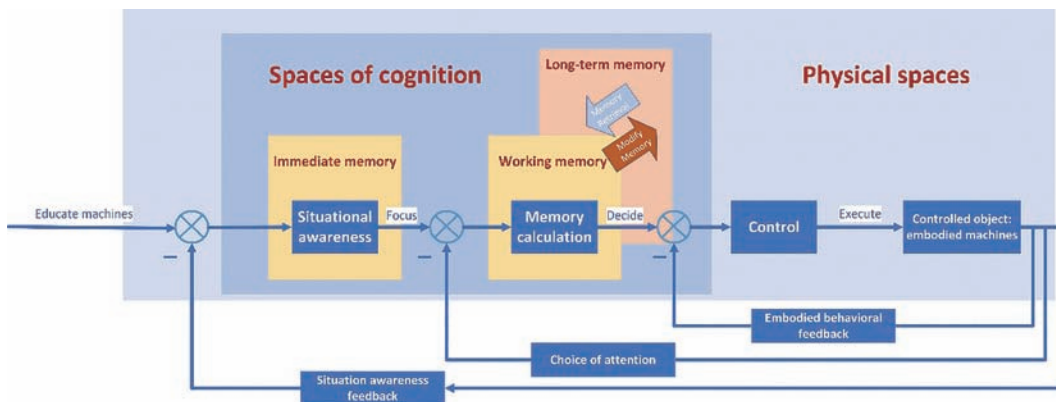 Spaces of cognition
Long-term memory
Physical spaces
Memory
Retrieval
Modify
Memory
Immediate memory
Working memory
Educate machines
Situational
awareness
Focus
Memory
calculation
Decide
Control
Execute
Controlled object:
embodied machines
−
−
−
Embodied behavioral
feedback
Choice of attention
Situation awareness
feedback